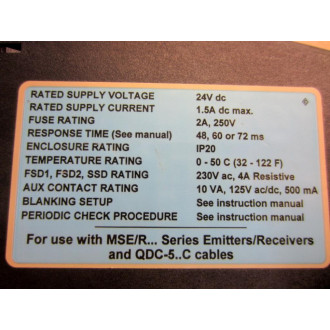 RATED SUPPLY VOLTAGE 24V dc
RATED SUPPLY CURRENT 1.5A dc max.
FUSE RATING 2A, 250V
RESPONSE TIME (See manual) 48, 60 or 72 ms
ENCLOSURE RATING IP20
TEMPERATURE RATING 0 - 50 C (32 - 122 F)
FSD1, FSD2, SSD RATING 230V ac, 4A Resistive
AUX CONTACT RATING 10 VA, 125V ac/dc, 500 mA
BLANKING SETUP See instruction manual
PERIODIC CHECK PROCEDURE See instruction manual
For use with MSE/R... Series Emitters/Receivers
and QDC-5..C cables